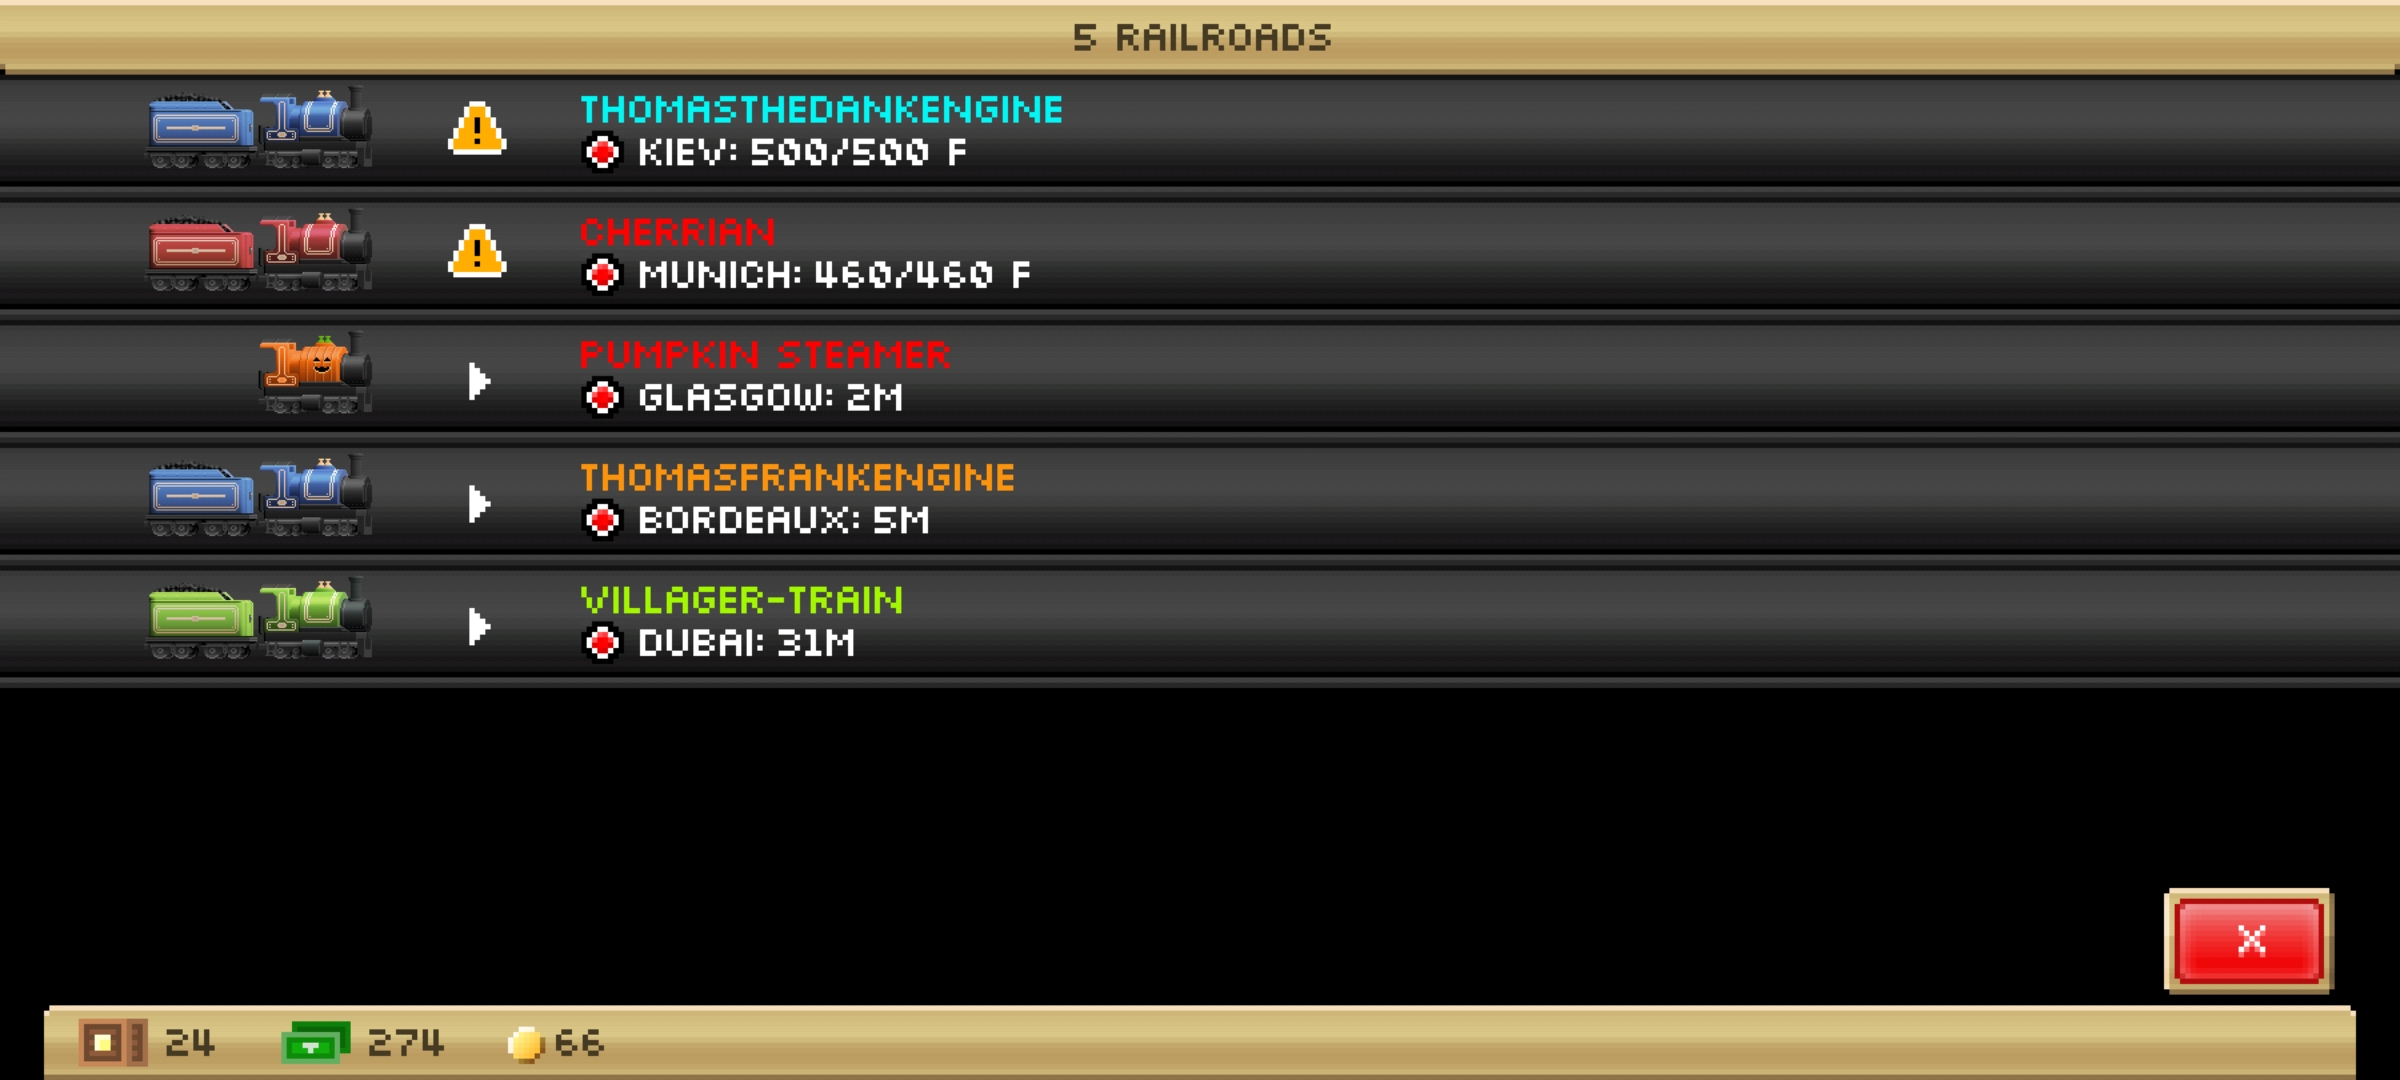 5 RAILROADS
THOMASTHEDANKENGINE
KIEV: 500/500 F
CHERRIAN
MUNICH: 460/460 F
PUMPKIN STEAMER
GLASGOW: 2M
THOMASFRANKENGINE
BORDEAUX: 5M
VILLAGER-TRAIN
DUBAI: 31M
X
24 274 66